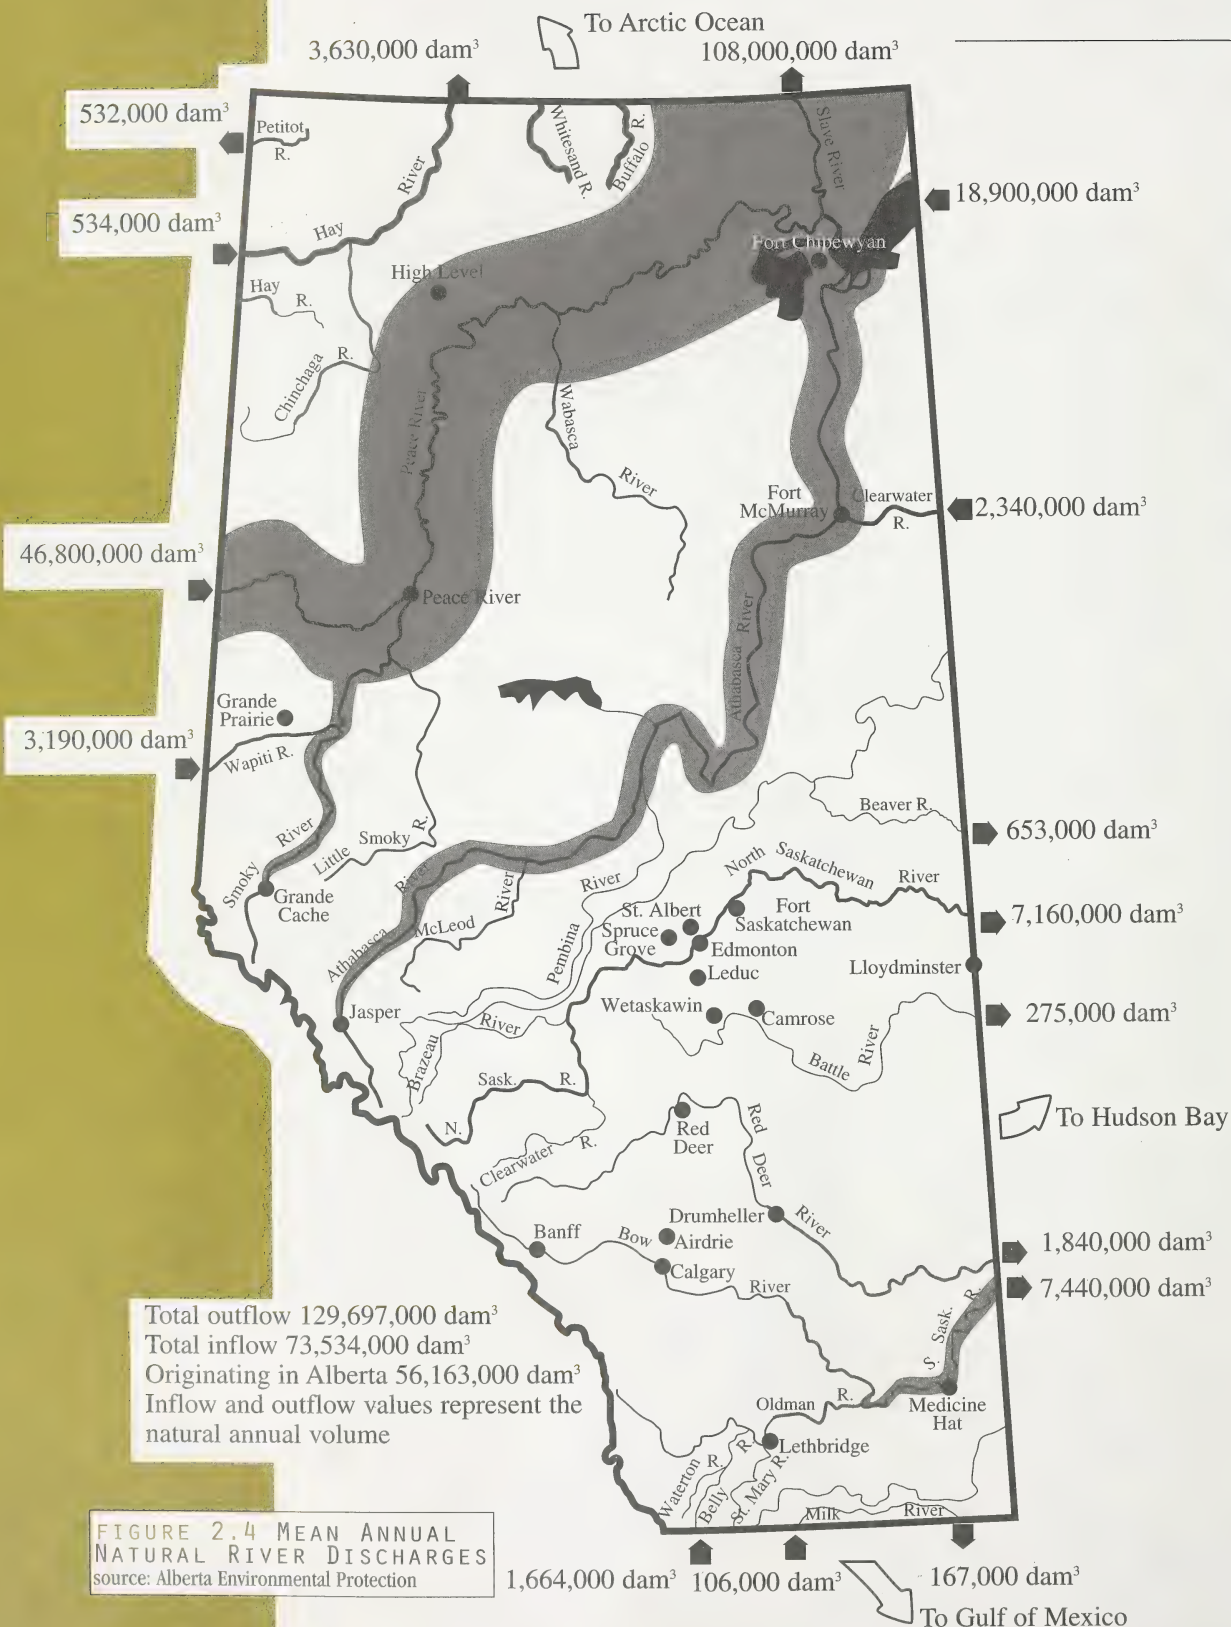 To Arctic Ocean
3,630,000 dam³
108,000,000 dam³
532,000 dam³
Petitot
R.
Whitesand R.
Buffalo
R.
Slave River
18,900,000 dam³
534,000 dam³
Hay
River
Fort Chipewyan
High Level
Hay
R.
Chinchaga
R.
Peace River
Wabasca
River
Fort
McMurray
Clearwater
R.
2,340,000 dam³
46,800,000 dam³
Peace River
Athabasca
River
Grande
Prairie
3,190,000 dam³
Wapiti R.
Beaver R.
653,000 dam³
Smoky
River
Little
Smoky
R.
Grande
Cache
North
Saskatchewan
River
7,160,000 dam³
Athabasca
River
McLeod
River
Pembina
River
St. Albert
Spruce
Grove
Fort
Saskatchewan
Edmonton
Leduc
Lloydminster
Wetaskawin
Camrose
275,000 dam³
Jasper
Brazeau
River
Battle
River
Sask.
R.
N.
To Hudson Bay
Clearwater
R.
Red
Deer
Red
Deer
River
Drumheller
Banff
Bow
Airdrie
Calgary
River
1,840,000 dam³
7,440,000 dam³
Total outflow 129,697,000 dam³
Total inflow 73,534,000 dam³
Originating in Alberta 56,163,000 dam³
Inflow and outflow values represent the
natural annual volume
S.
Sask.
R.
Oldman
R.
Medicine
Hat
Lethbridge
Waterton
R.
Belly
R.
St. Mary R.
Milk
River
FIGURE 2.4 MEAN ANNUAL
NATURAL RIVER DISCHARGES
source: Alberta Environmental Protection
1,664,000 dam³
106,000 dam³
167,000 dam³
To Gulf of Mexico